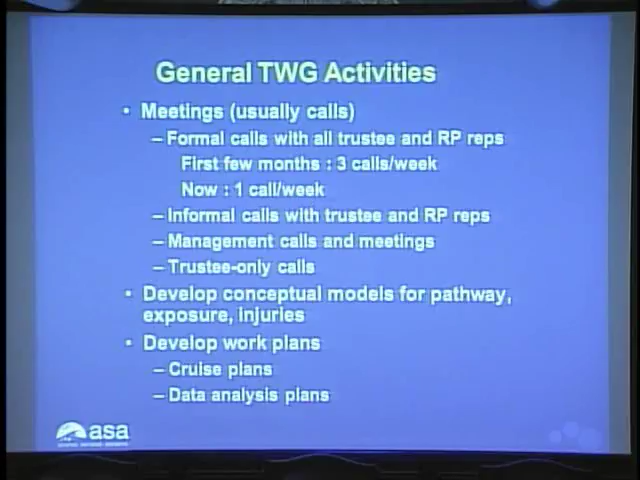 General TWG Activities
• Meetings (usually calls)
– Formal calls with all trustee and RP reps
First few months : 3 calls/week
Now : 1 call/week
– Informal calls with trustee and RP reps
– Management calls and meetings
– Trustee-only calls
• Develop conceptual models for pathway,
exposure, injuries
• Develop work plans
– Cruise plans
– Data analysis plans
asa